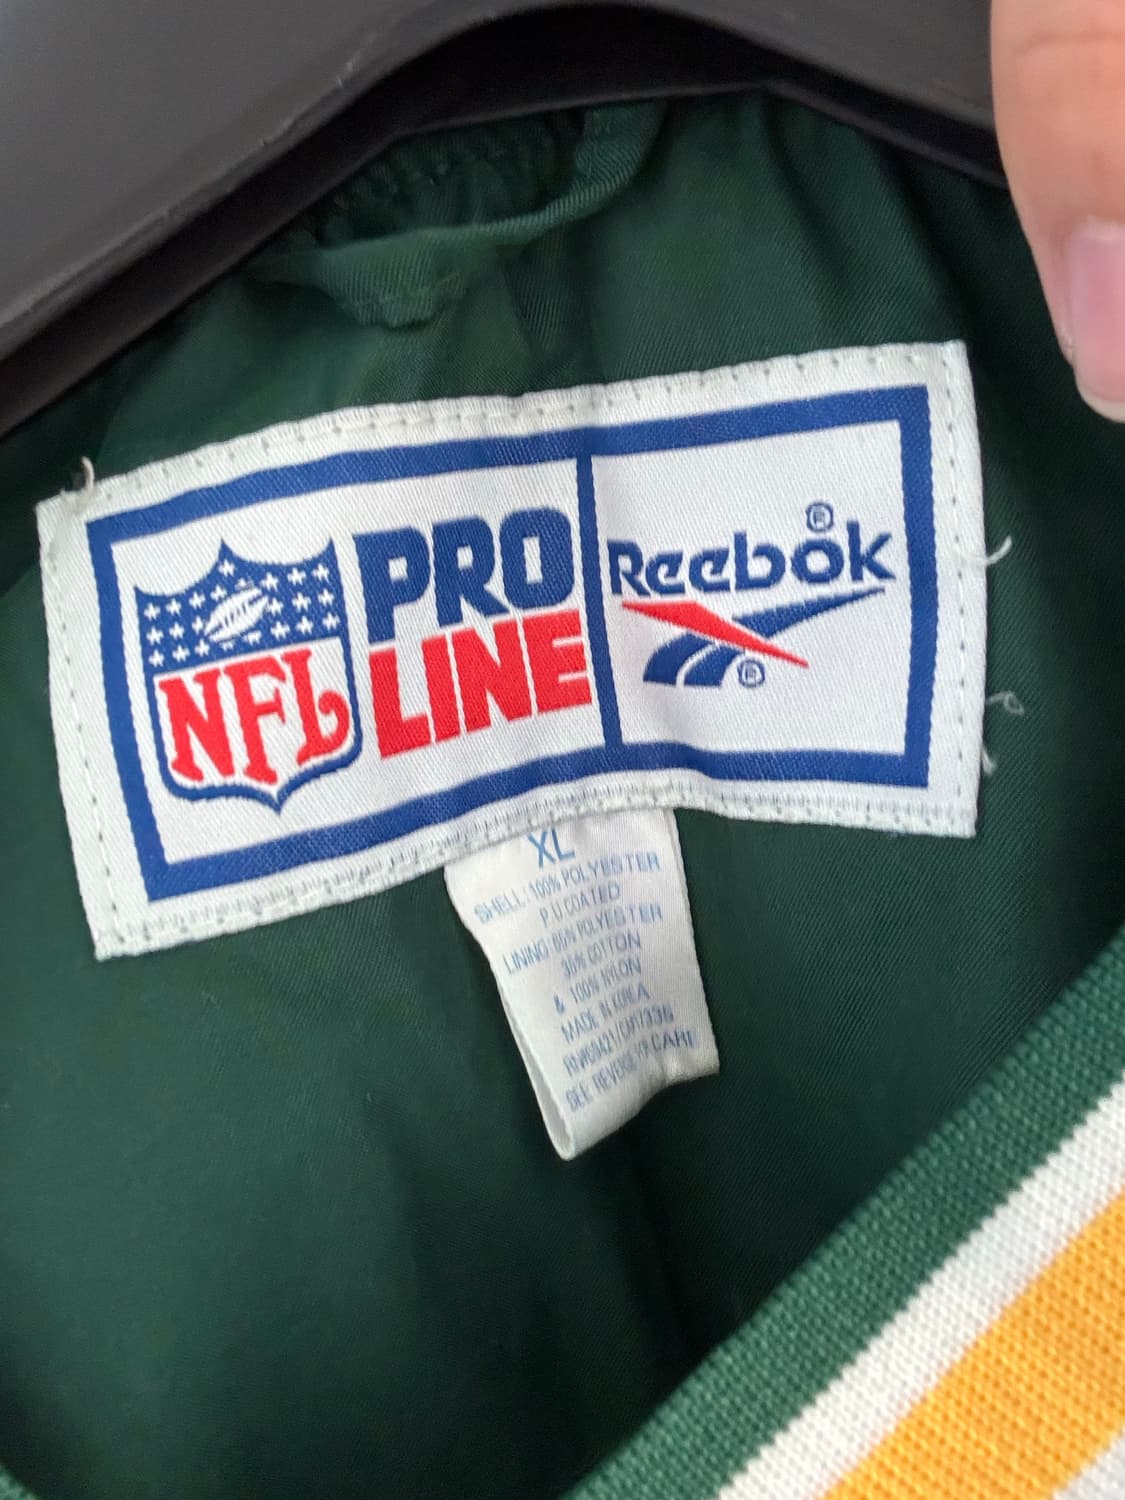 NFL
PRO
LINE
Reebok®
®
XL
SHELL: 100% POLYESTER
P.U COATED
LINING: 65% POLYESTER
35% COTTON
& 100% NYLON
MADE IN KOREA
SEE REVERSE FOR CARE